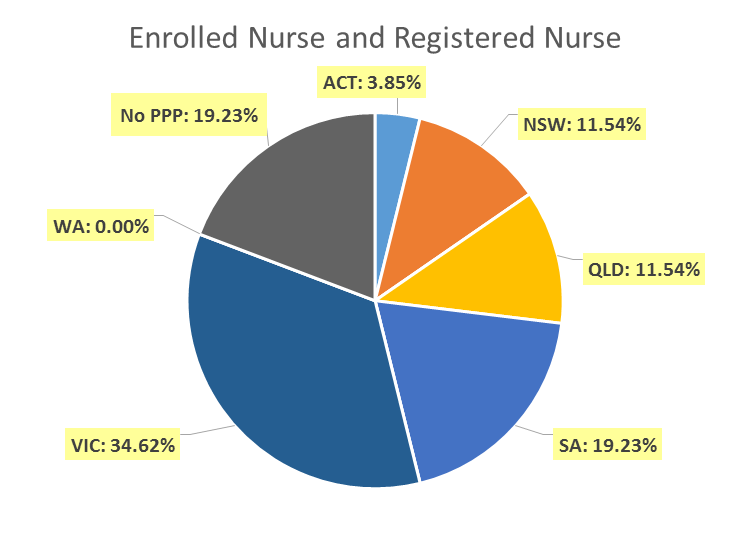 Enrolled Nurse and Registered Nurse
ACT: 3.85%
No PPP: 19.23%
NSW: 11.54%
WA: 0.00%
QLD: 11.54%
VIC: 34.62%
SA: 19.23%